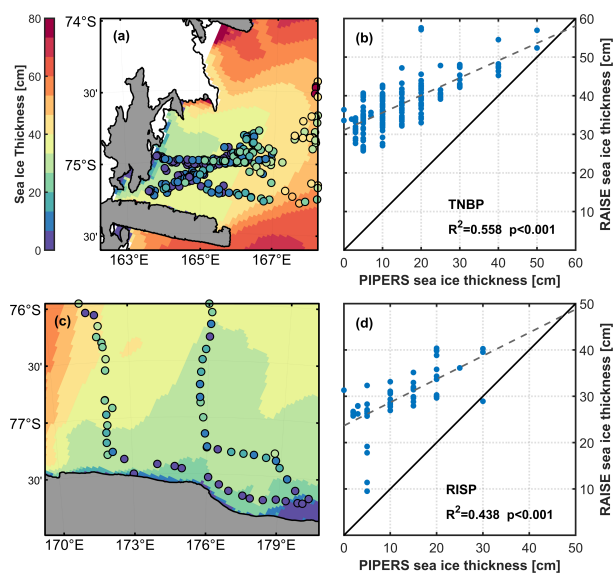 Sea Ice Thickness [cm]
80
60
40
20
0
(a)
74°S
30'
75°S
30'
163°E
165°E
167°E
(b)
60
50
40
30
20
10
RAISE sea ice thickness [cm]
TNBP
R²=0.558 p<0.001
0
10
20
30
40
50
60
PIPERS sea ice thickness [cm]
(c)
76°S
30'
77°S
30'
170°E
173°E
176°E
179°E
(d)
50
40
30
20
10
RAISE sea ice thickness [cm]
RISP
R²=0.438 p<0.001
0
10
20
30
40
50
PIPERS sea ice thickness [cm]